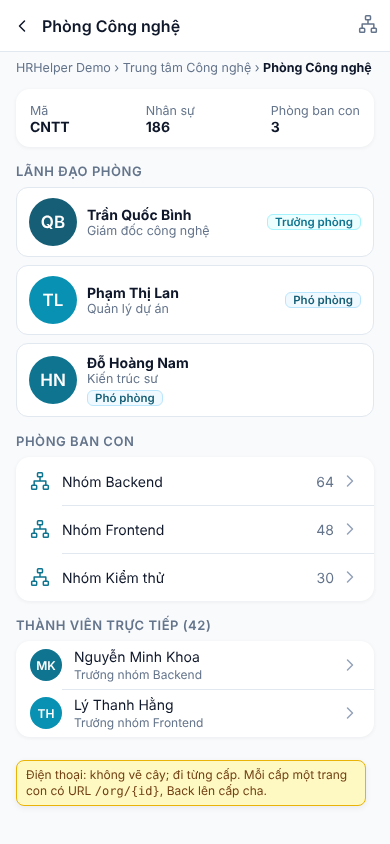 Phòng Công nghệ
HRHelper Demo › Trung tâm Công nghệ › Phòng Công nghệ
Mã
CNTT
Nhân sự
186
Phòng ban con
3
LÃNH ĐẠO PHÒNG
QB
Trần Quốc Bình
Giám đốc công nghệ
Trưởng phòng
TL
Phạm Thị Lan
Quản lý dự án
Phó phòng
HN
Đỗ Hoàng Nam
Kiến trúc sư
Phó phòng
PHÒNG BAN CON
Nhóm Backend 64
Nhóm Frontend 48
Nhóm Kiểm thử 30
THÀNH VIÊN TRỰC TIẾP (42)
MK
Nguyễn Minh Khoa
Trưởng nhóm Backend
TH
Lý Thanh Hằng
Trưởng nhóm Frontend
Điện thoại: không vẽ cây; đi từng cấp. Mỗi cấp một trang
con có URL /org/{id}, Back lên cấp cha.